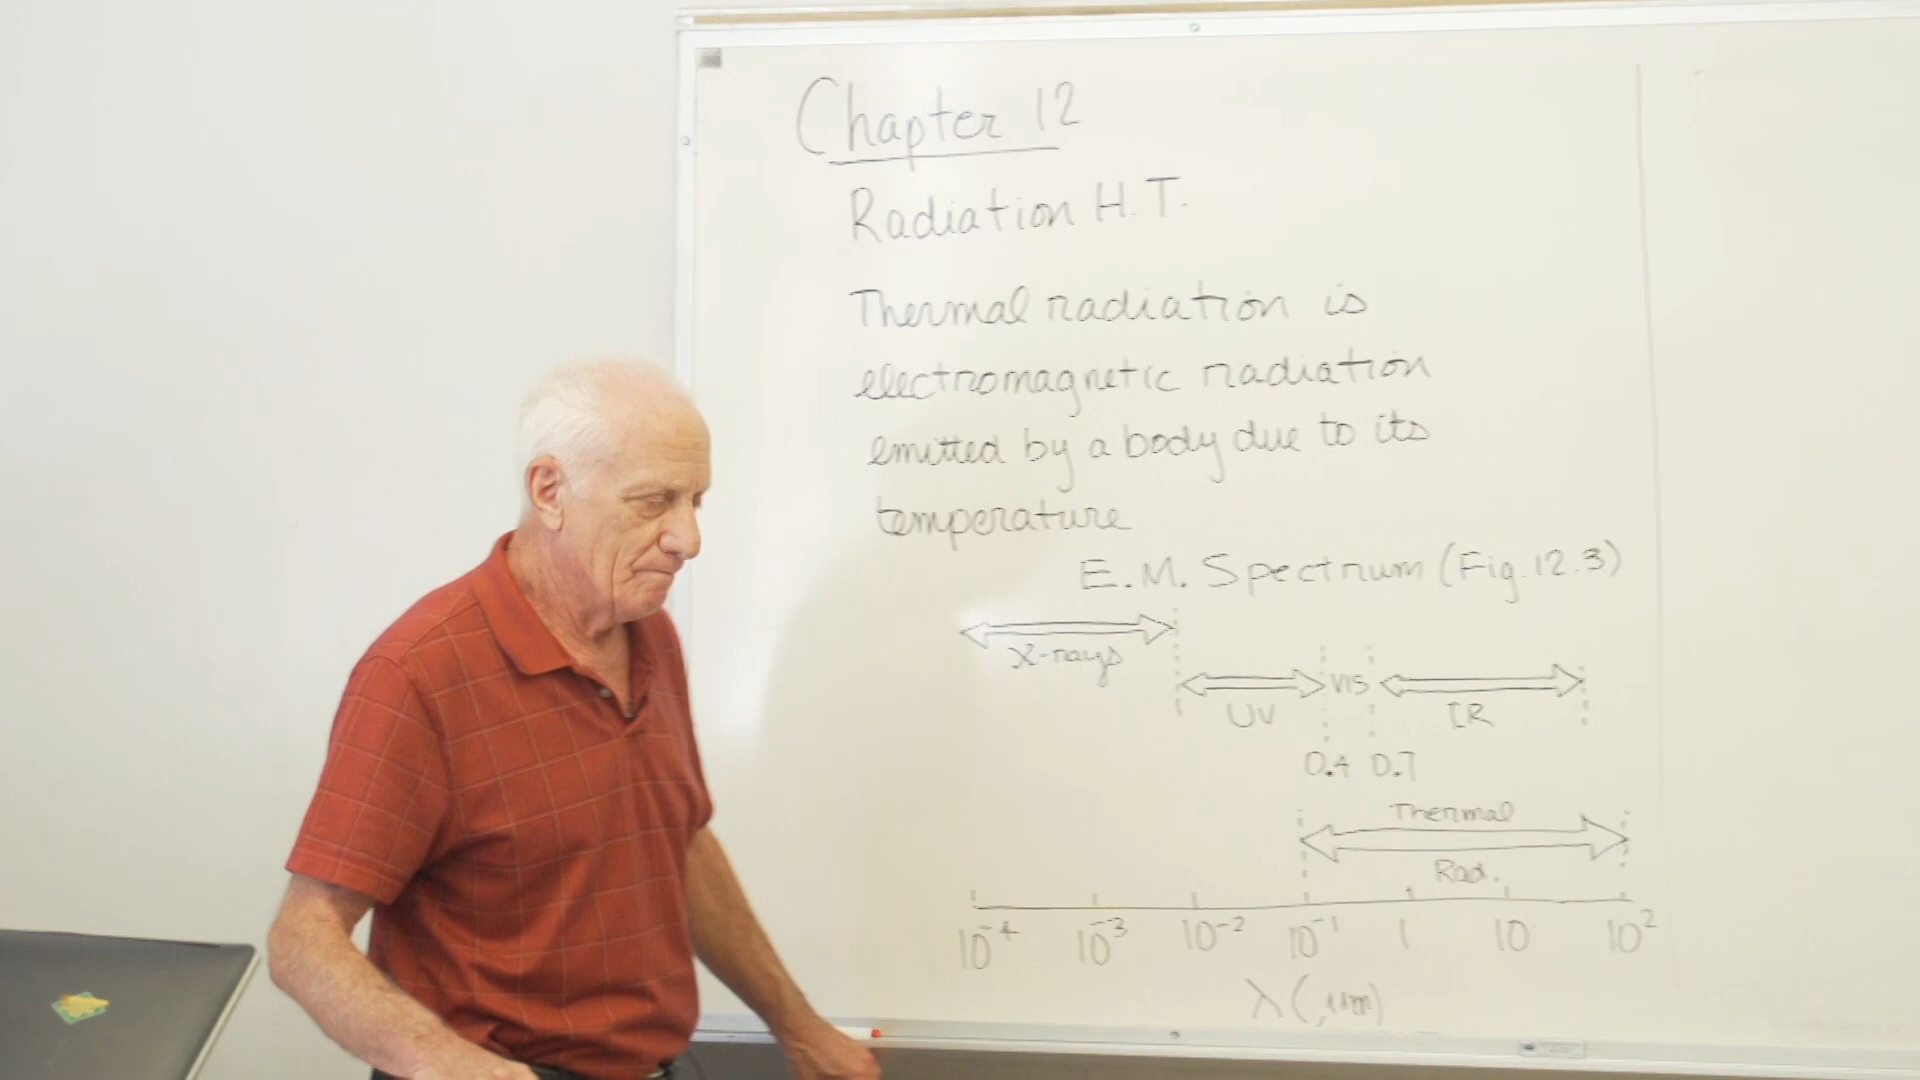 Chapter 12
Radiation H.T.
Thermal radiation is
electromagnetic radiation
emitted by a body due to its
temperature
E.M. Spectrum (Fig. 12.3)
X-rays
UV
VIS
IR
0.4 0.7
Thermal
Rad.
10⁻⁴ 10⁻³ 10⁻² 10⁻¹ 1 10 10²
λ(μm)